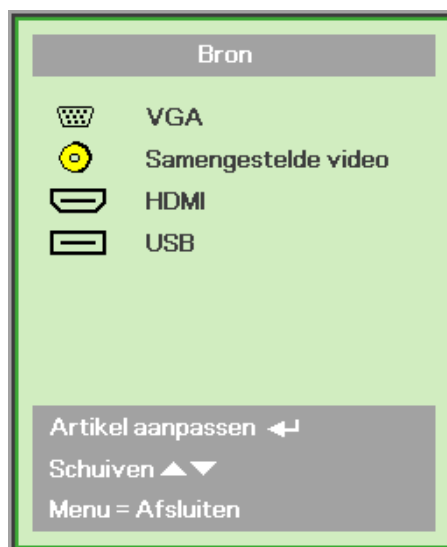 Bron
VGA
Samengestelde video
HDMI
USB
Artikel aanpassen
Schuiven
Menu = Afsluiten